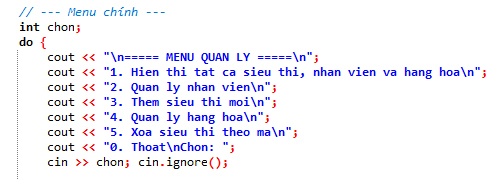 // --- Menu chính ---
int chon;
do {
cout << "\n===== MENU QUAN LY =====\n";
cout << "1. Hien thi tat ca sieu thi, nhan vien va hang hoa\n";
cout << "2. Quan ly nhan vien\n";
cout << "3. Them sieu thi moi\n";
cout << "4. Quan ly hang hoa\n";
cout << "5. Xoa sieu thi theo ma\n";
cout << "0. Thoat\nChon: ";
cin >> chon; cin.ignore();